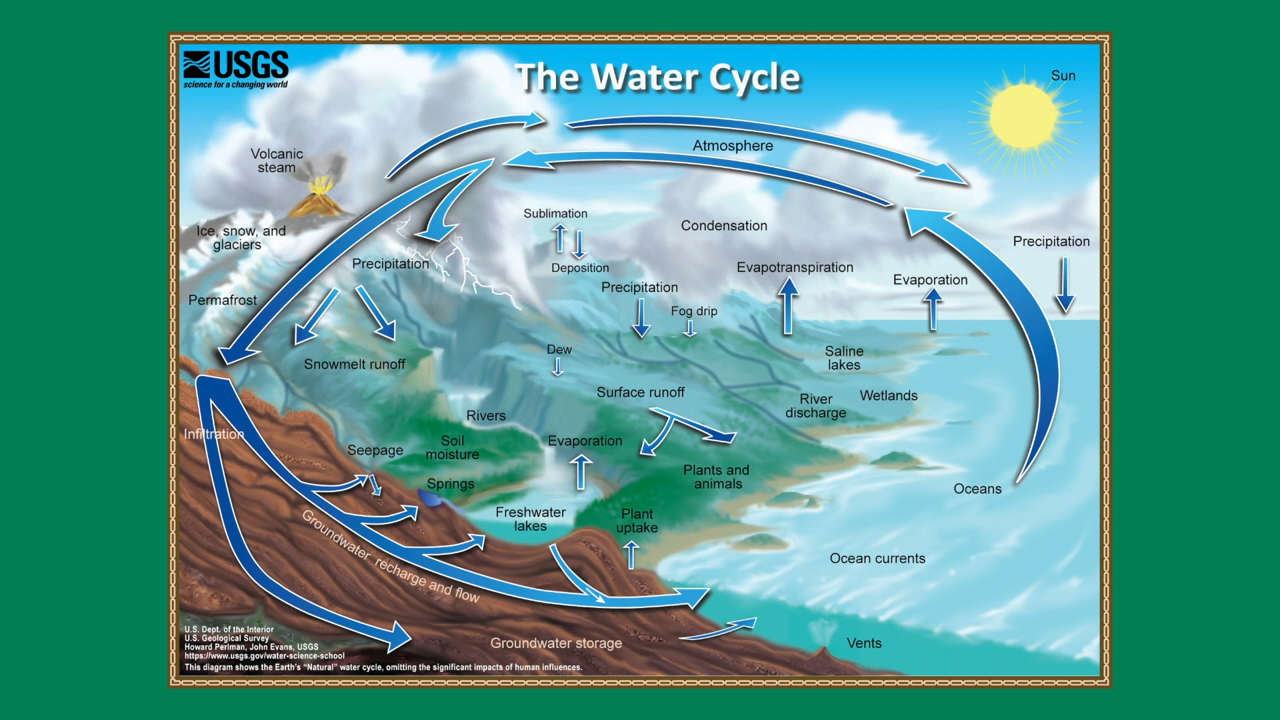 USGS
science for a changing world
The Water Cycle
Sun
Atmosphere
Volcanic
steam
Sublimation
Condensation
Ice, snow, and
glaciers
Precipitation
Precipitation
Deposition
Evapotranspiration
Evaporation
Precipitation
Permafrost
Fog drip
Dew
Saline
lakes
Snowmelt runoff
Surface runoff
River
discharge
Wetlands
Rivers
Infiltration
Seepage
Soil
moisture
Evaporation
Plants and
animals
Springs
Oceans
Freshwater
lakes
Plant
uptake
Groundwater recharge and flow
Ocean currents
Groundwater storage
Vents
U.S. Dept. of the Interior
U.S. Geological Survey
Howard Perlman, John Evans, USGS
https://www.usgs.gov/water-science-school
This diagram shows the Earth's "Natural" water cycle, omitting the significant impacts of human influences.